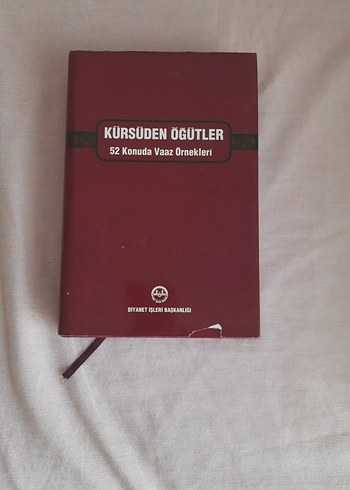 KÜRSÜDEN ÖĞÜTLER
52 Konuda Vaaz Örnekleri
DİYANET İŞLERİ BAŞKANLIĞI